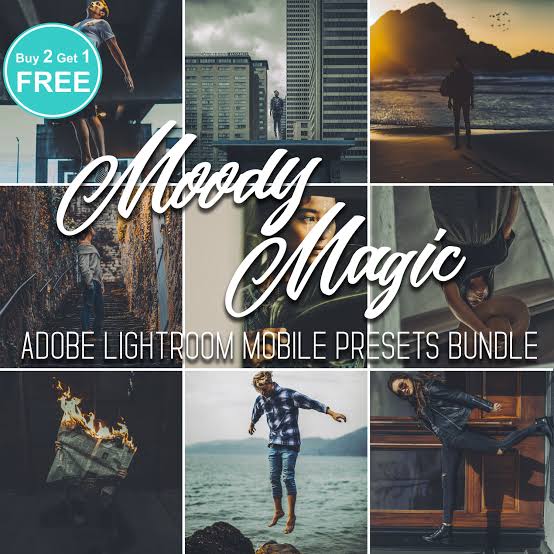 Buy 2 Get 1
FREE
Moody
Magic
ADOBE LIGHTROOM MOBILE PRESETS BUNDLE